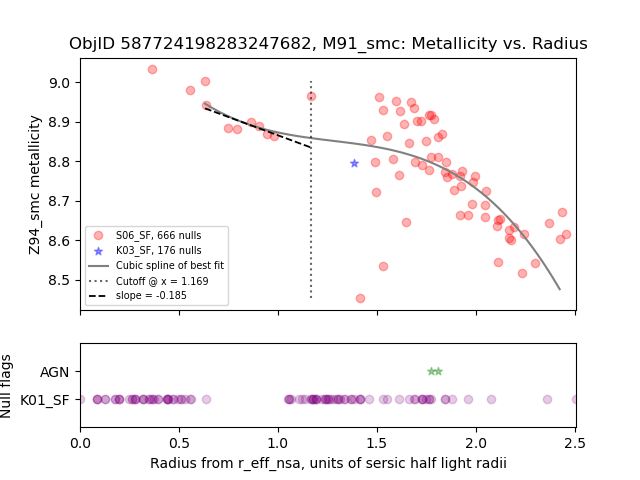 ObjID 587724198283247682, M91_smc: Metallicity vs. Radius
Z94_smc metallicity
9.0
8.9
8.8
8.7
8.6
8.5
S06_SF, 666 nulls
K03_SF, 176 nulls
Cubic spline of best fit
Cutoff @ x = 1.169
slope = -0.185
Null flags
AGN
K01_SF
0.0 0.5 1.0 1.5 2.0 2.5
Radius from r_eff_nsa, units of sersic half light radii